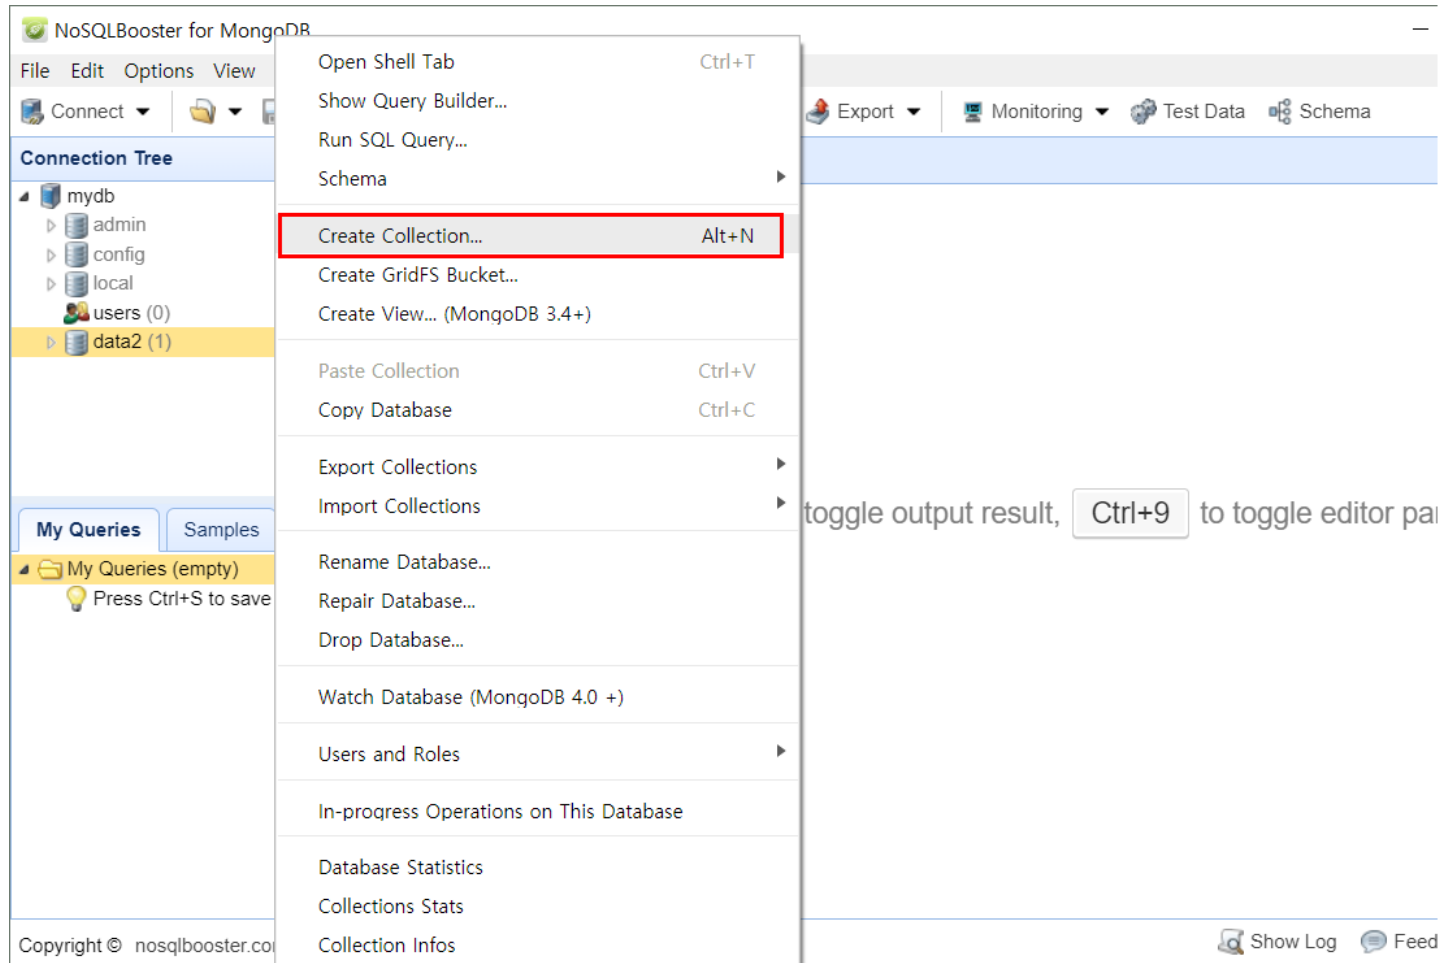 NoSQLBooster for MongoDB
File Edit Options View
Connect
Export
Monitoring
Test Data
Schema
Connection Tree
mydb
admin
config
local
users (0)
data2 (1)
My Queries
Samples
My Queries (empty)
Press Ctrl+S to save
Open Shell Tab Ctrl+T
Show Query Builder...
Run SQL Query...
Schema
Create Collection... Alt+N
Create GridFS Bucket...
Create View... (MongoDB 3.4+)
Paste Collection Ctrl+V
Copy Database Ctrl+C
Export Collections
Import Collections
Rename Database...
Repair Database...
Drop Database...
Watch Database (MongoDB 4.0 +)
Users and Roles
In-progress Operations on This Database
Database Statistics
Collections Stats
Collection Infos
toggle output result, Ctrl+9 to toggle editor pa
Copyright © nosqlbooster.co
Show Log
Feed